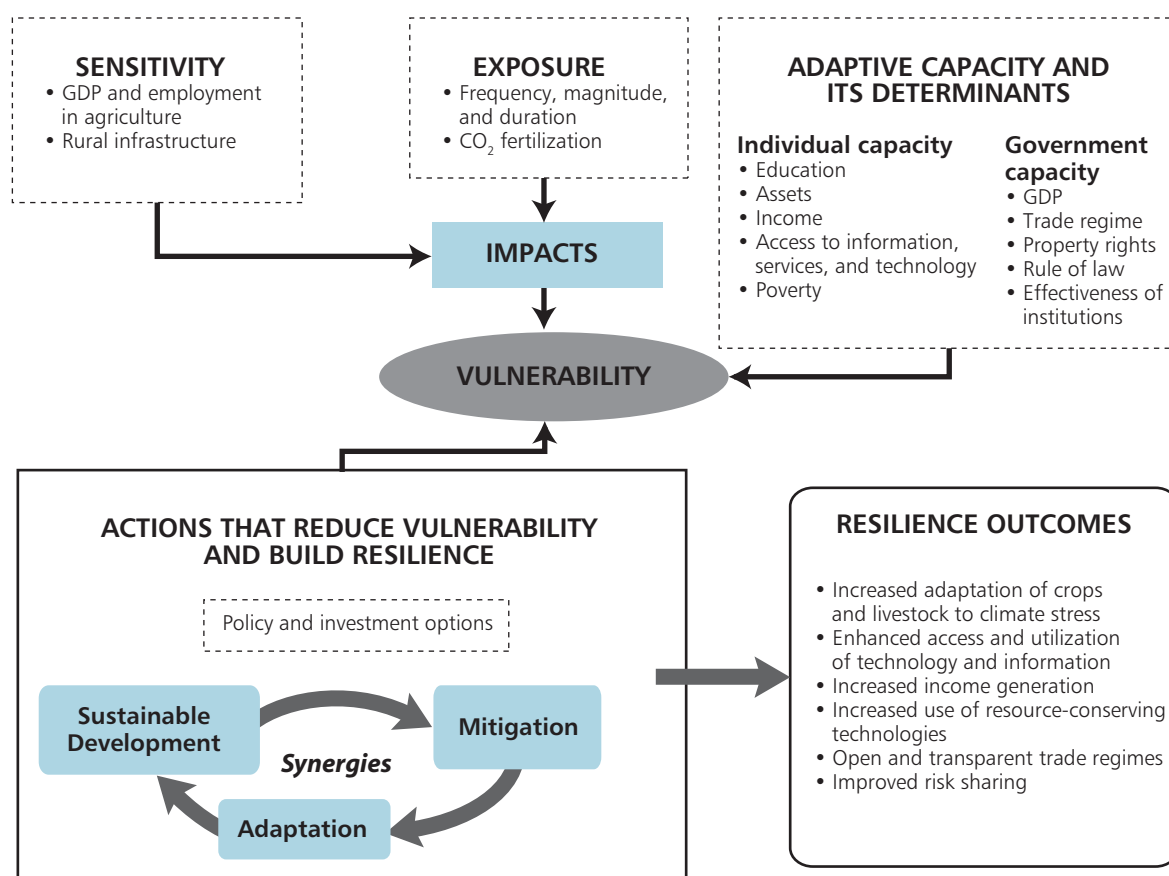 SENSITIVITY
• GDP and employment
in agriculture
• Rural infrastructure
EXPOSURE
• Frequency, magnitude,
and duration
• CO₂ fertilization
ADAPTIVE CAPACITY AND
ITS DETERMINANTS
Individual capacity
• Education
• Assets
• Income
• Access to information,
services, and technology
• Poverty
Government
capacity
• GDP
• Trade regime
• Property rights
• Rule of law
• Effectiveness of
institutions
IMPACTS
VULNERABILITY
ACTIONS THAT REDUCE VULNERABILITY
AND BUILD RESILIENCE
Policy and investment options
Sustainable
Development
Mitigation
Synergies
Adaptation
RESILIENCE OUTCOMES
• Increased adaptation of crops
and livestock to climate stress
• Enhanced access and utilization
of technology and information
• Increased income generation
• Increased use of resource-conserving
technologies
• Open and transparent trade regimes
• Improved risk sharing